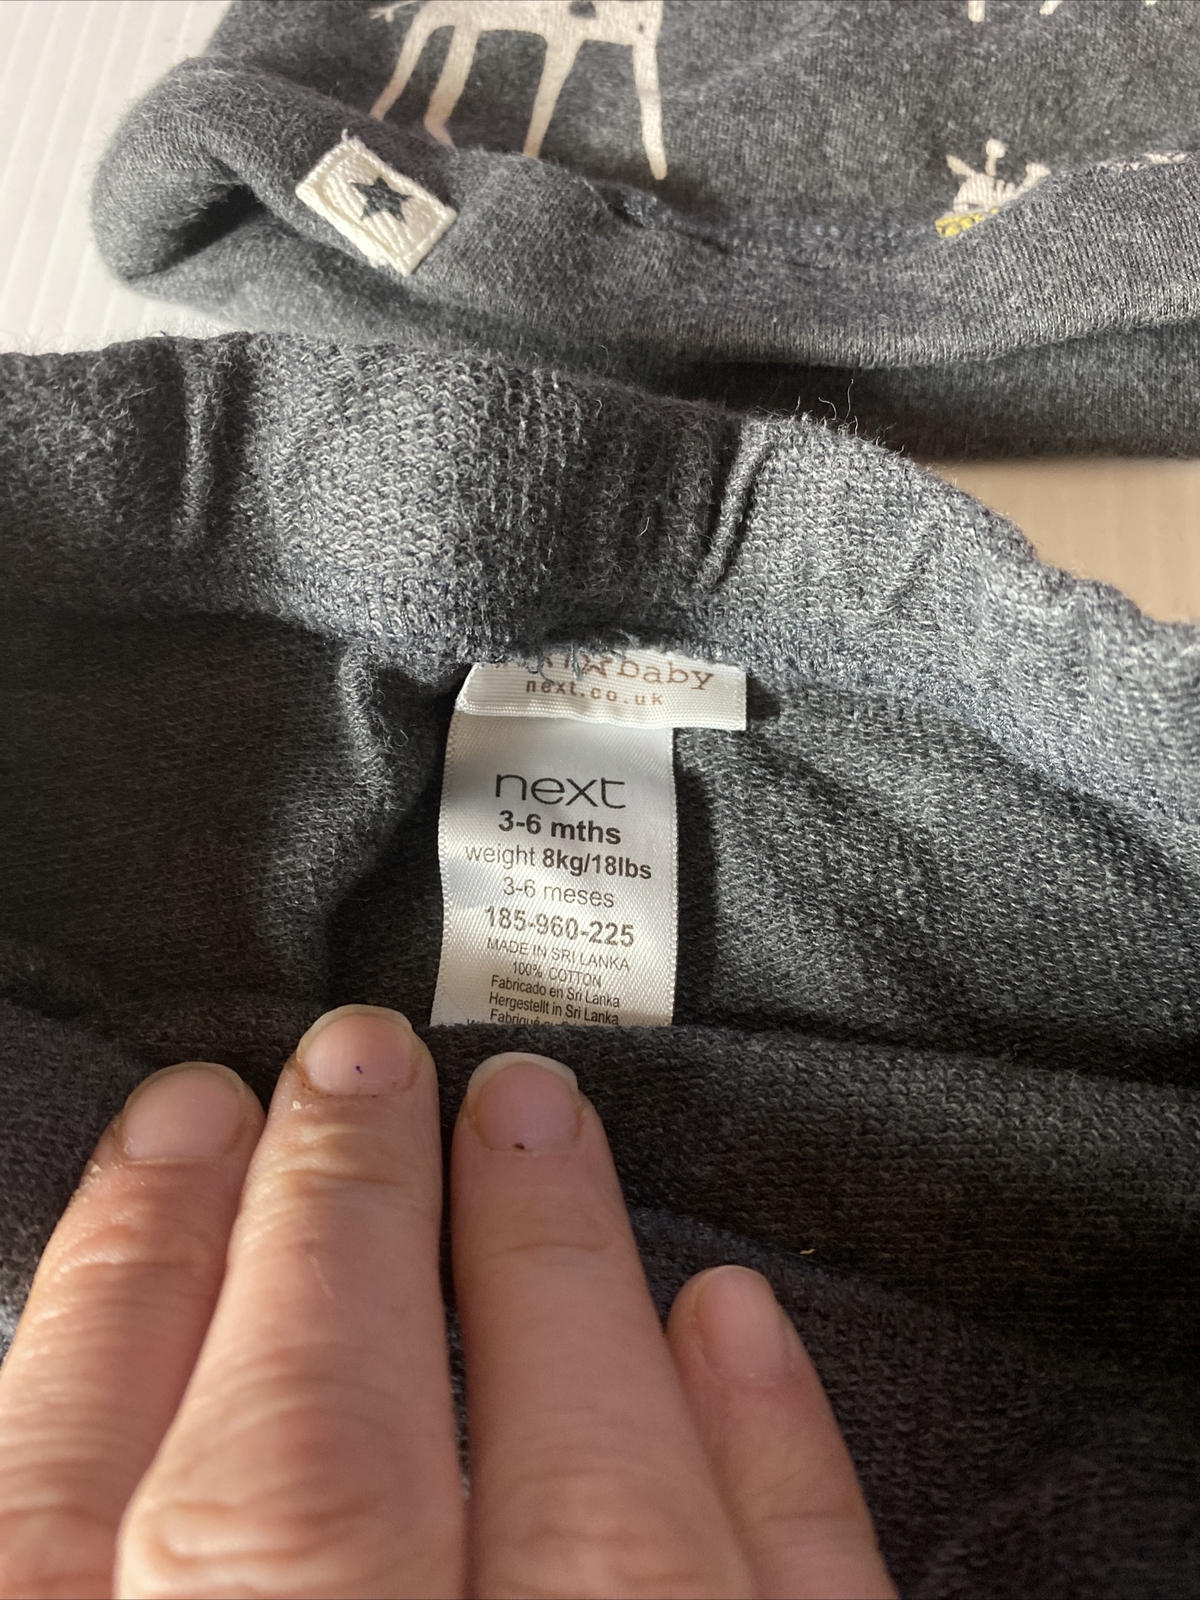 baby
next.co.uk
next
3-6 mths
weight 8kg/18lbs
3-6 meses
185-960-225
MADE IN SRI LANKA
100% COTTON
Fabricado en Sri Lanka
Hergestellt in Sri Lanka
Fabriqué